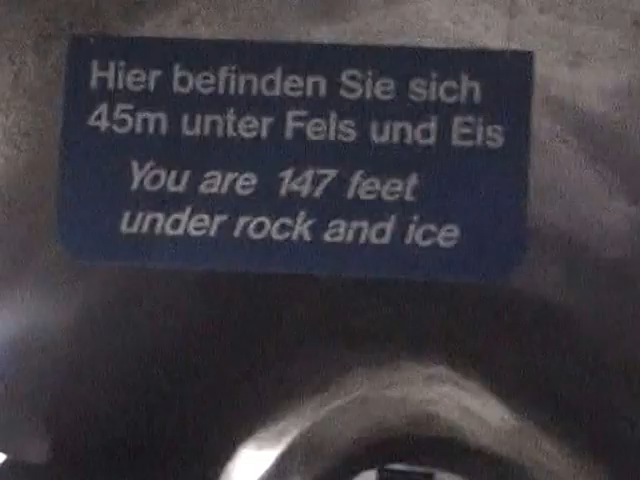 Hier befinden Sie sich
45m unter Fels und Eis
You are 147 feet
under rock and ice